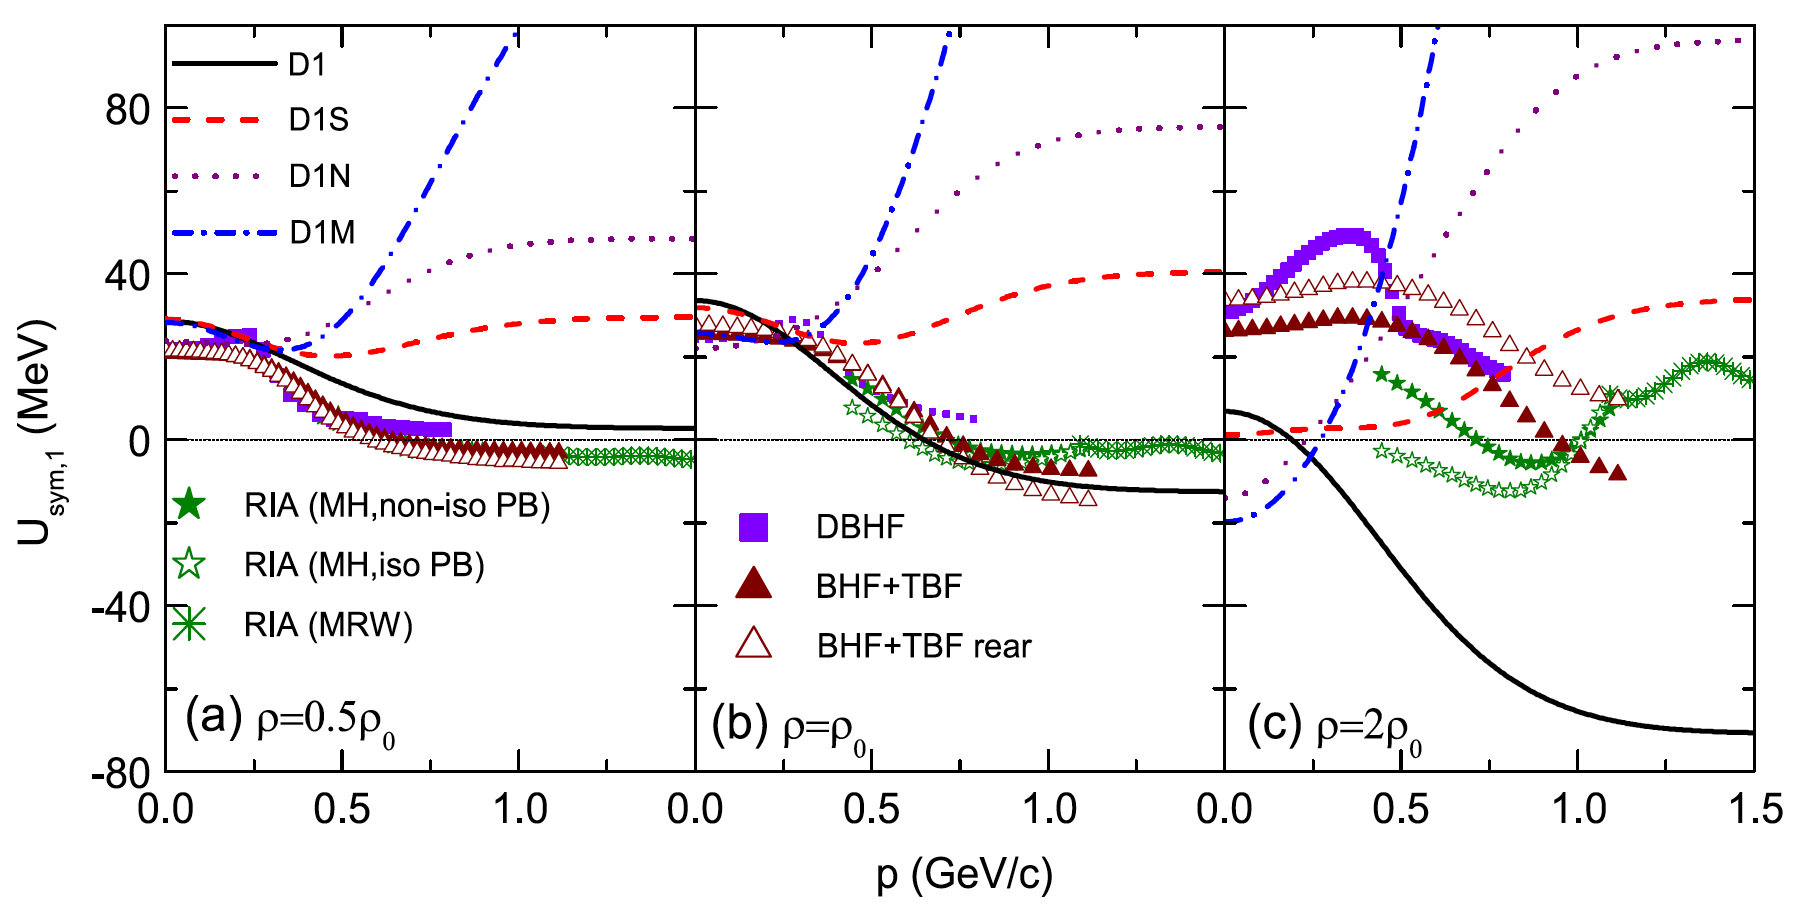 D1
D1S
D1N
D1M
80
40
0
-40
-80
U_sym,1 (MeV)
RIA (MH,non-iso PB)
RIA (MH,iso PB)
RIA (MRW)
DBHF
BHF+TBF
BHF+TBF rear
(a) ρ=0.5ρ₀
(b) ρ=ρ₀
(c) ρ=2ρ₀
0.0 0.5 1.0 0.0 0.5 1.0 0.0 0.5 1.0 1.5
p (GeV/c)